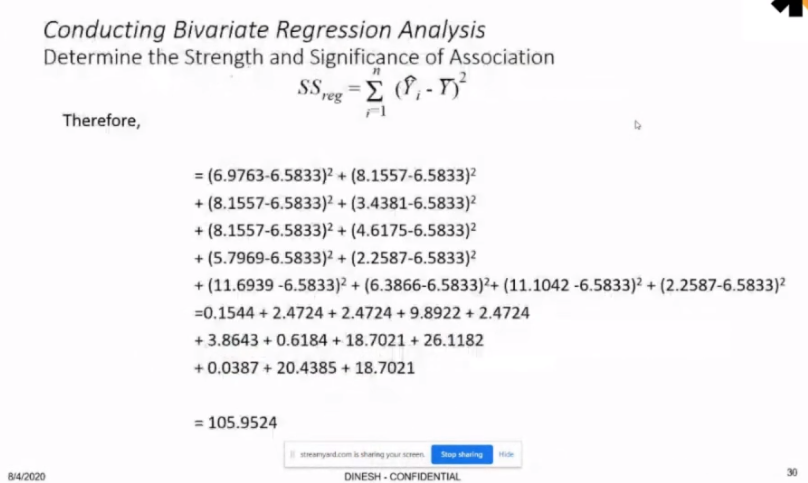 Conducting Bivariate Regression Analysis
Determine the Strength and Significance of Association
SSreg = Σ (Ŷi - Ȳ)²
n
i=1
Therefore,
= (6.9763-6.5833)² + (8.1557-6.5833)²
+ (8.1557-6.5833)² + (3.4381-6.5833)²
+ (8.1557-6.5833)² + (4.6175-6.5833)²
+ (5.7969-6.5833)² + (2.2587-6.5833)²
+ (11.6939 -6.5833)² + (6.3866-6.5833)²+ (11.1042 -6.5833)² + (2.2587-6.5833)²
=0.1544 + 2.4724 + 2.4724 + 9.8922 + 2.4724
+ 3.8643 + 0.6184 + 18.7021 + 26.1182
+ 0.0387 + 20.4385 + 18.7021
= 105.9524
streamyard.com is sharing your screen. Stop sharing Hide
8/4/2020 DINESH - CONFIDENTIAL 30